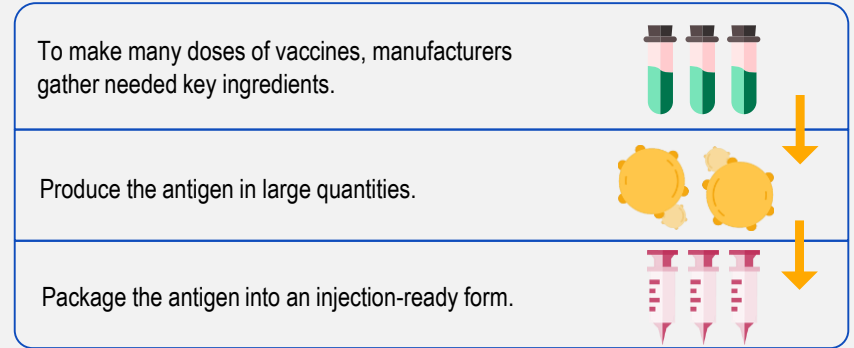 To make many doses of vaccines, manufacturers
gather needed key ingredients.
Produce the antigen in large quantities.
Package the antigen into an injection-ready form.